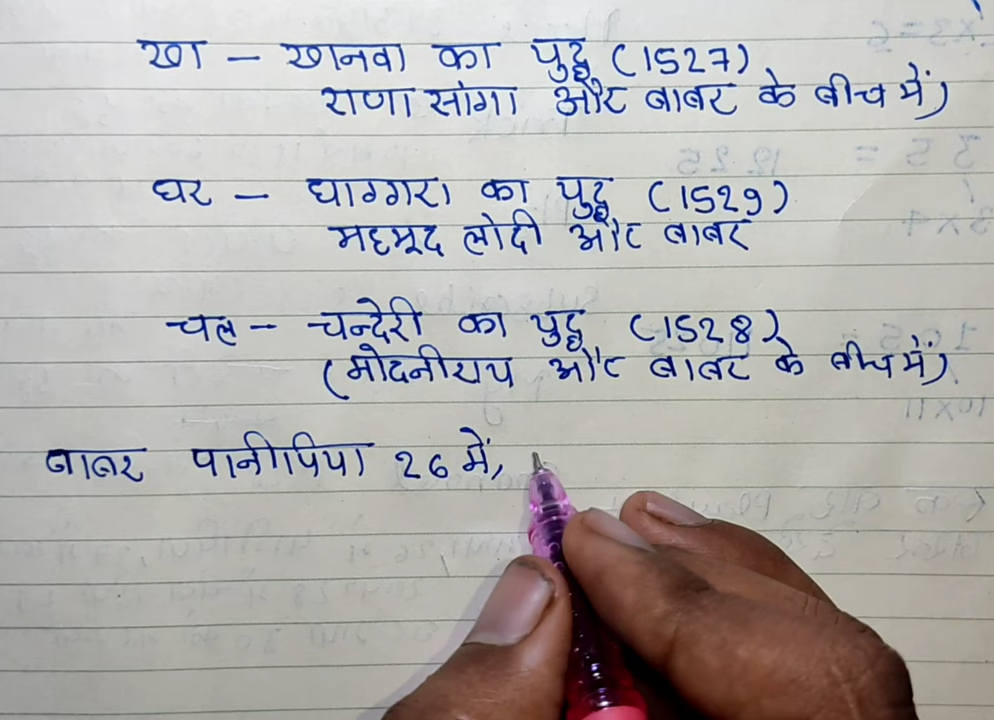 खा - खानवा का युद्ध (1527)
राणा सांगा और बाबर के बीच में)
घर - घाग्गरा का युद्ध (1529)
महमूद लोदी और बाबर
चल - चन्देरी का युद्ध (1528)
(मोदनीराय और बाबर के बीच में)
बाबर पानीपिया 26 में,